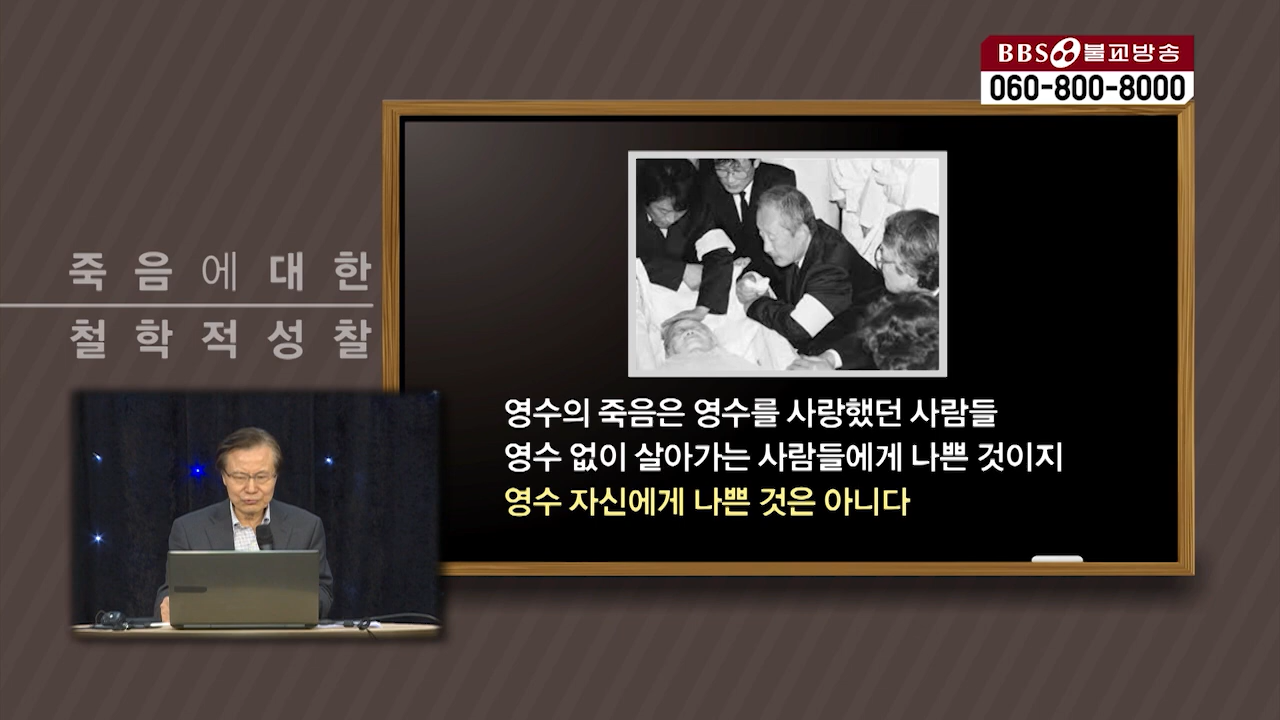 BBS 불교방송
060-800-8000
죽음에대한
철학적성찰
영수의 죽음은 영수를 사랑했던 사람들
영수 없이 살아가는 사람들에게 나쁜 것이지
영수 자신에게 나쁜 것은 아니다